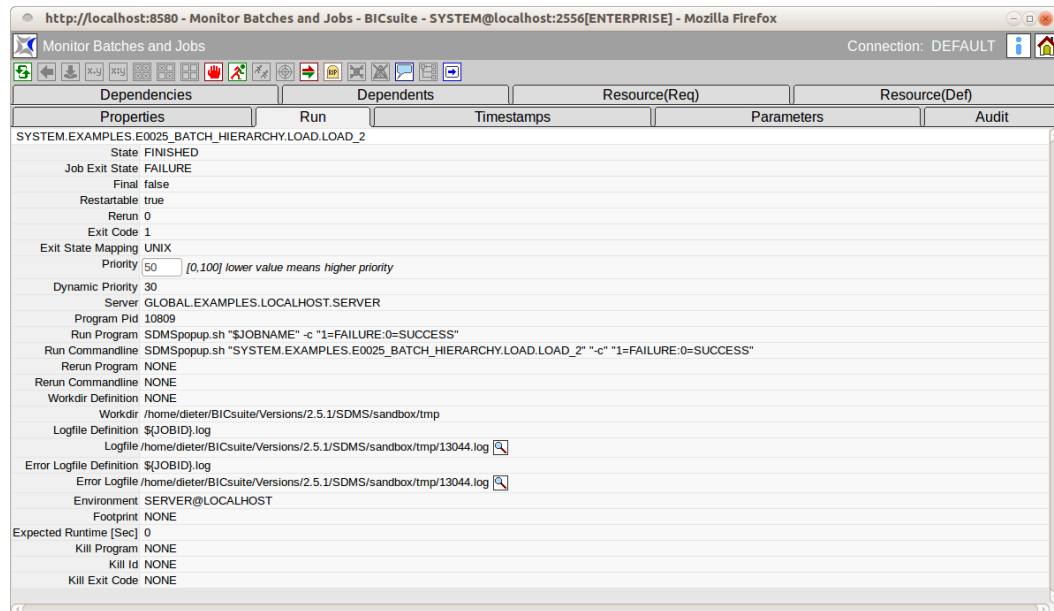 http://localhost:8580 - Monitor Batches and Jobs - BICsuite - SYSTEM@localhost:2556[ENTERPRISE] - Mozilla Firefox
Monitor Batches and Jobs Connection: DEFAULT
x+y x=y RIP
Dependencies Dependents Resource(Req) Resource(Def)
Properties Run Timestamps Parameters Audit
SYSTEM.EXAMPLES.E0025_BATCH_HIERARCHY.LOAD.LOAD_2
State FINISHED
Job Exit State FAILURE
Final false
Restartable true
Rerun 0
Exit Code 1
Exit State Mapping UNIX
Priority 50 [0,100] lower value means higher priority
Dynamic Priority 30
Server GLOBAL.EXAMPLES.LOCALHOST.SERVER
Program Pid 10809
Run Program SDMSpopup.sh "$JOBNAME" -c "1=FAILURE:0=SUCCESS"
Run Commandline SDMSpopup.sh "SYSTEM.EXAMPLES.E0025_BATCH_HIERARCHY.LOAD.LOAD_2" "-c" "1=FAILURE:0=SUCCESS"
Rerun Program NONE
Rerun Commandline NONE
Workdir Definition NONE
Workdir /home/dieter/BICsuite/Versions/2.5.1/SDMS/sandbox/tmp
Logfile Definition ${JOBID}.log
Logfile /home/dieter/BICsuite/Versions/2.5.1/SDMS/sandbox/tmp/13044.log
Error Logfile Definition ${JOBID}.log
Error Logfile /home/dieter/BICsuite/Versions/2.5.1/SDMS/sandbox/tmp/13044.log
Environment SERVER@LOCALHOST
Footprint NONE
Expected Runtime [Sec] 0
Kill Program NONE
Kill Id NONE
Kill Exit Code NONE